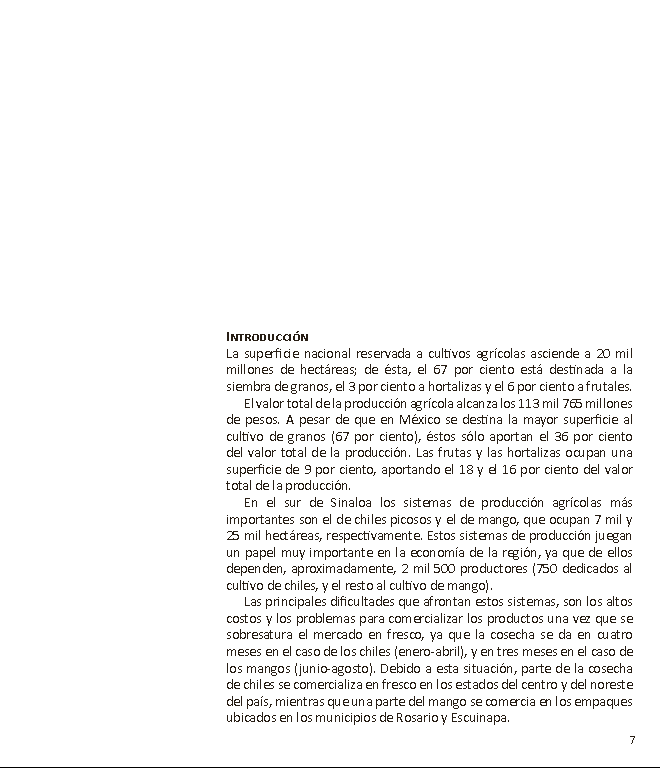 INTRODUCCIÓN
La superficie nacional reservada a cultivos agrícolas asciende a 20 mil
millones de hectáreas; de ésta, el 67 por ciento está destinada a la
siembra de granos, el 3 por ciento a hortalizas y el 6 por ciento a frutales.
El valor total de la producción agrícola alcanza los 113 mil 765 millones
de pesos. A pesar de que en México se destina la mayor superficie al
cultivo de granos (67 por ciento), éstos sólo aportan el 36 por ciento
del valor total de la producción. Las frutas y las hortalizas ocupan una
superficie de 9 por ciento, aportando el 18 y el 16 por ciento del valor
total de la producción.
En el sur de Sinaloa los sistemas de producción agrícolas más
importantes son el de chiles picosos y el de mango, que ocupan 7 mil y
25 mil hectáreas, respectivamente. Estos sistemas de producción juegan
un papel muy importante en la economía de la región, ya que de ellos
dependen, aproximadamente, 2 mil 500 productores (750 dedicados al
cultivo de chiles, y el resto al cultivo de mango).
Las principales dificultades que afrontan estos sistemas, son los altos
costos y los problemas para comercializar los productos una vez que se
sobresatura el mercado en fresco, ya que la cosecha se da en cuatro
meses en el caso de los chiles (enero-abril), y en tres meses en el caso de
los mangos (junio-agosto). Debido a esta situación, parte de la cosecha
de chiles se comercializa en fresco en los estados del centro y del noreste
del país, mientras que una parte del mango se comercia en los empaques
ubicados en los municipios de Rosario y Escuinapa.
7